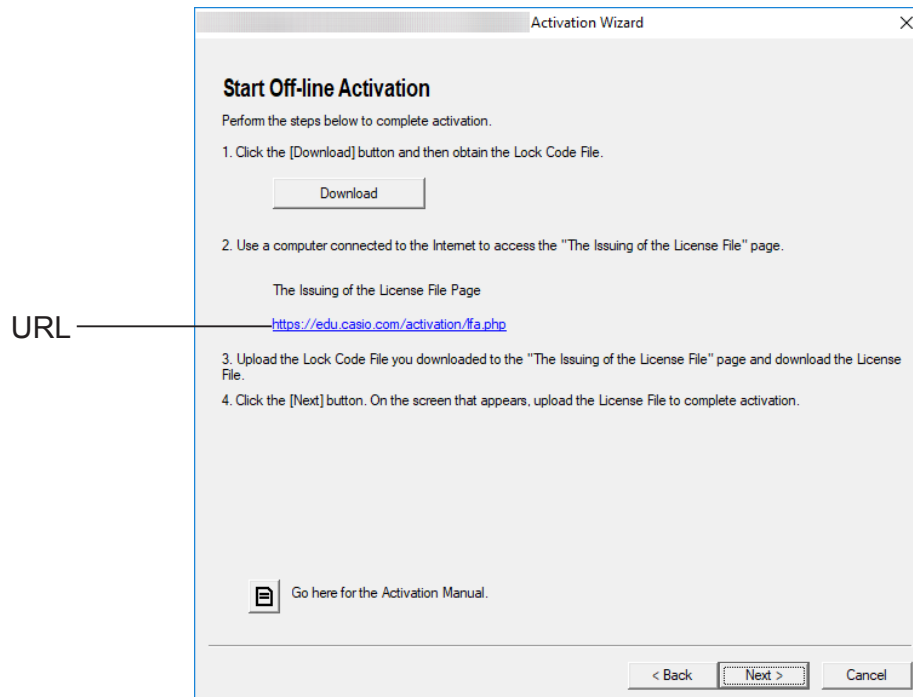 Activation Wizard
Start Off-line Activation
Perform the steps below to complete activation.
1. Click the [Download] button and then obtain the Lock Code File.
Download
2. Use a computer connected to the Internet to access the "The Issuing of the License File" page.
The Issuing of the License File Page
URL
https://edu.casio.com/activation/lfa.php
3. Upload the Lock Code File you downloaded to the "The Issuing of the License File" page and download the License
File.
4. Click the [Next] button. On the screen that appears, upload the License File to complete activation.
Go here for the Activation Manual.
< Back
Next >
Cancel